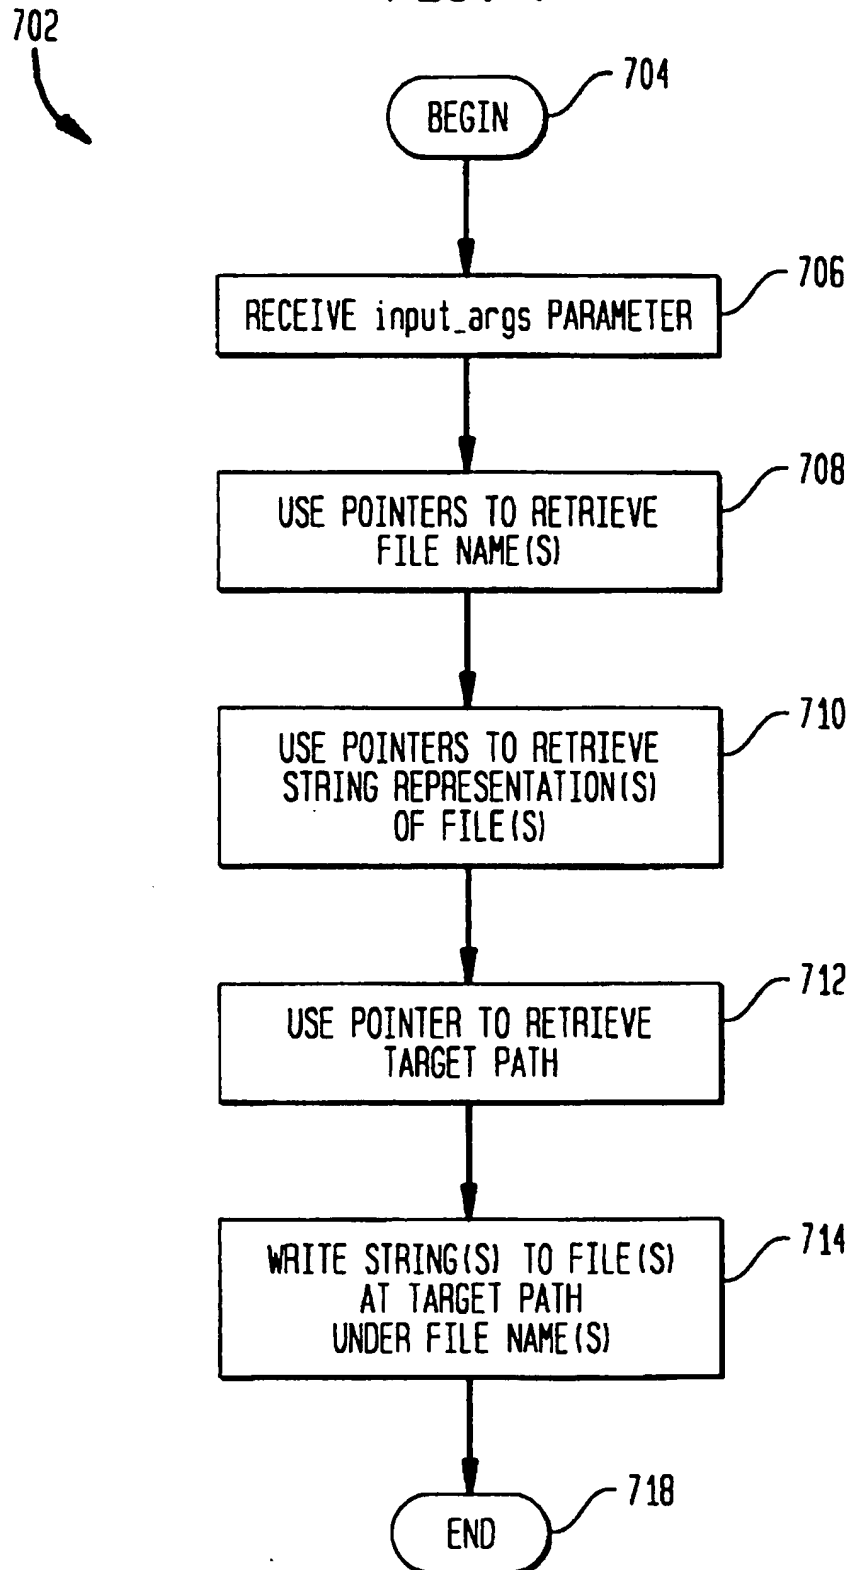 702
BEGIN
704
RECEIVE input_args PARAMETER
706
USE POINTERS TO RETRIEVE
FILE NAME(S)
708
USE POINTERS TO RETRIEVE
STRING REPRESENTATION(S)
OF FILE(S)
710
USE POINTER TO RETRIEVE
TARGET PATH
712
WRITE STRING(S) TO FILE(S)
AT TARGET PATH
UNDER FILE NAME(S)
714
END
718